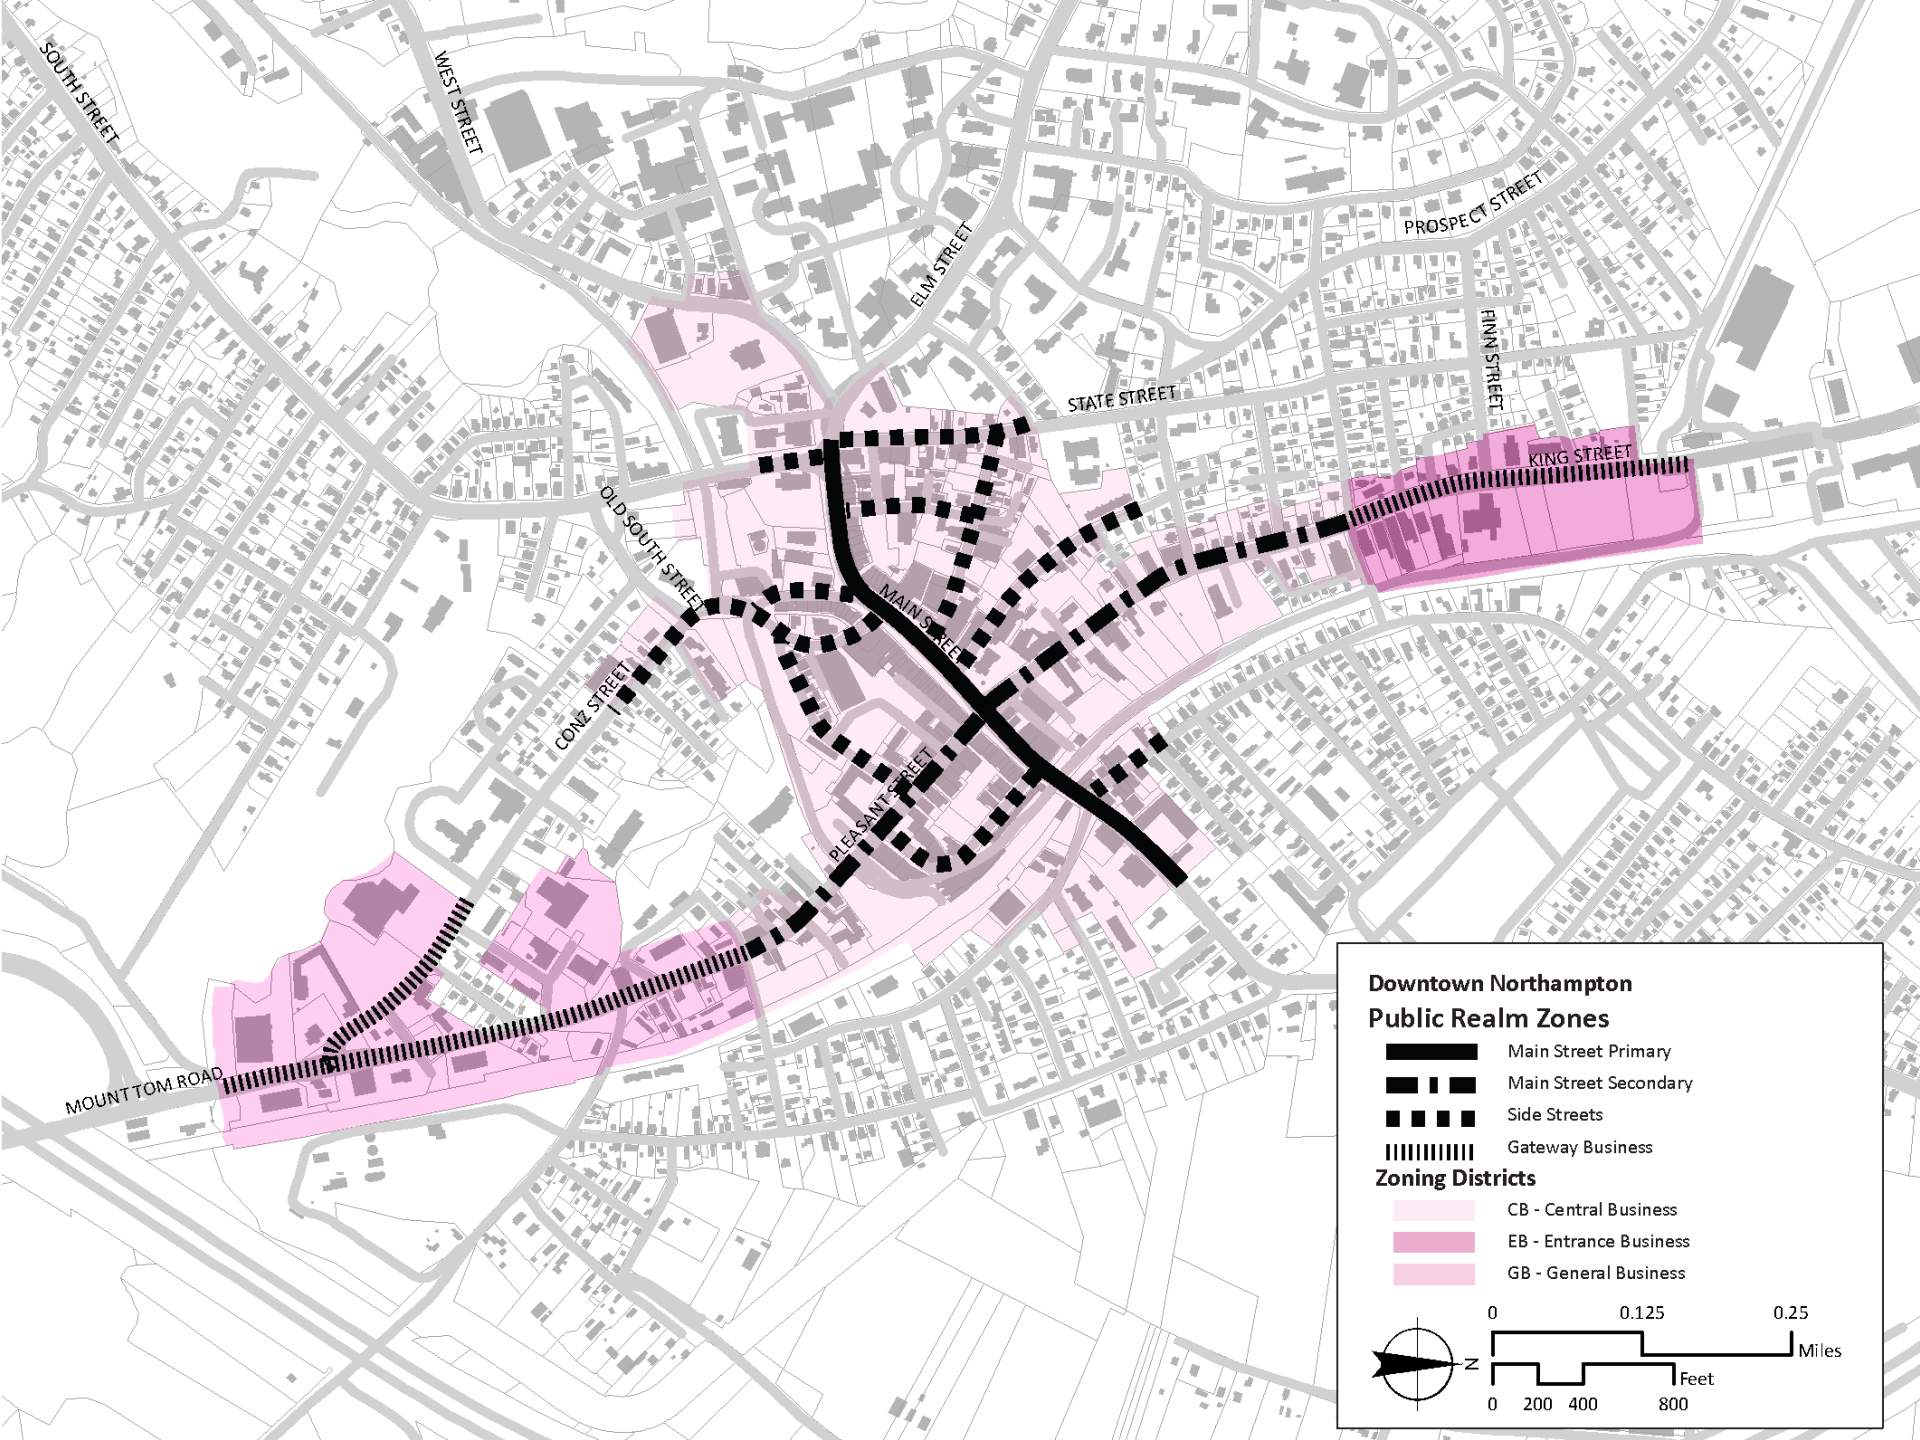 SOUTH STREET
WEST STREET
PROSPECT STREET
ELM STREET
FINN STREET
STATE STREET
KING STREET
OLD SOUTH STREET
MAIN STREET
CONZ STREET
PLEASANT STREET
MOUNT TOM ROAD
Downtown Northampton
Public Realm Zones
Main Street Primary
Main Street Secondary
Side Streets
Gateway Business
Zoning Districts
CB - Central Business
EB - Entrance Business
GB - General Business
0 0.125 0.25
Miles
N
Feet
0 200 400 800